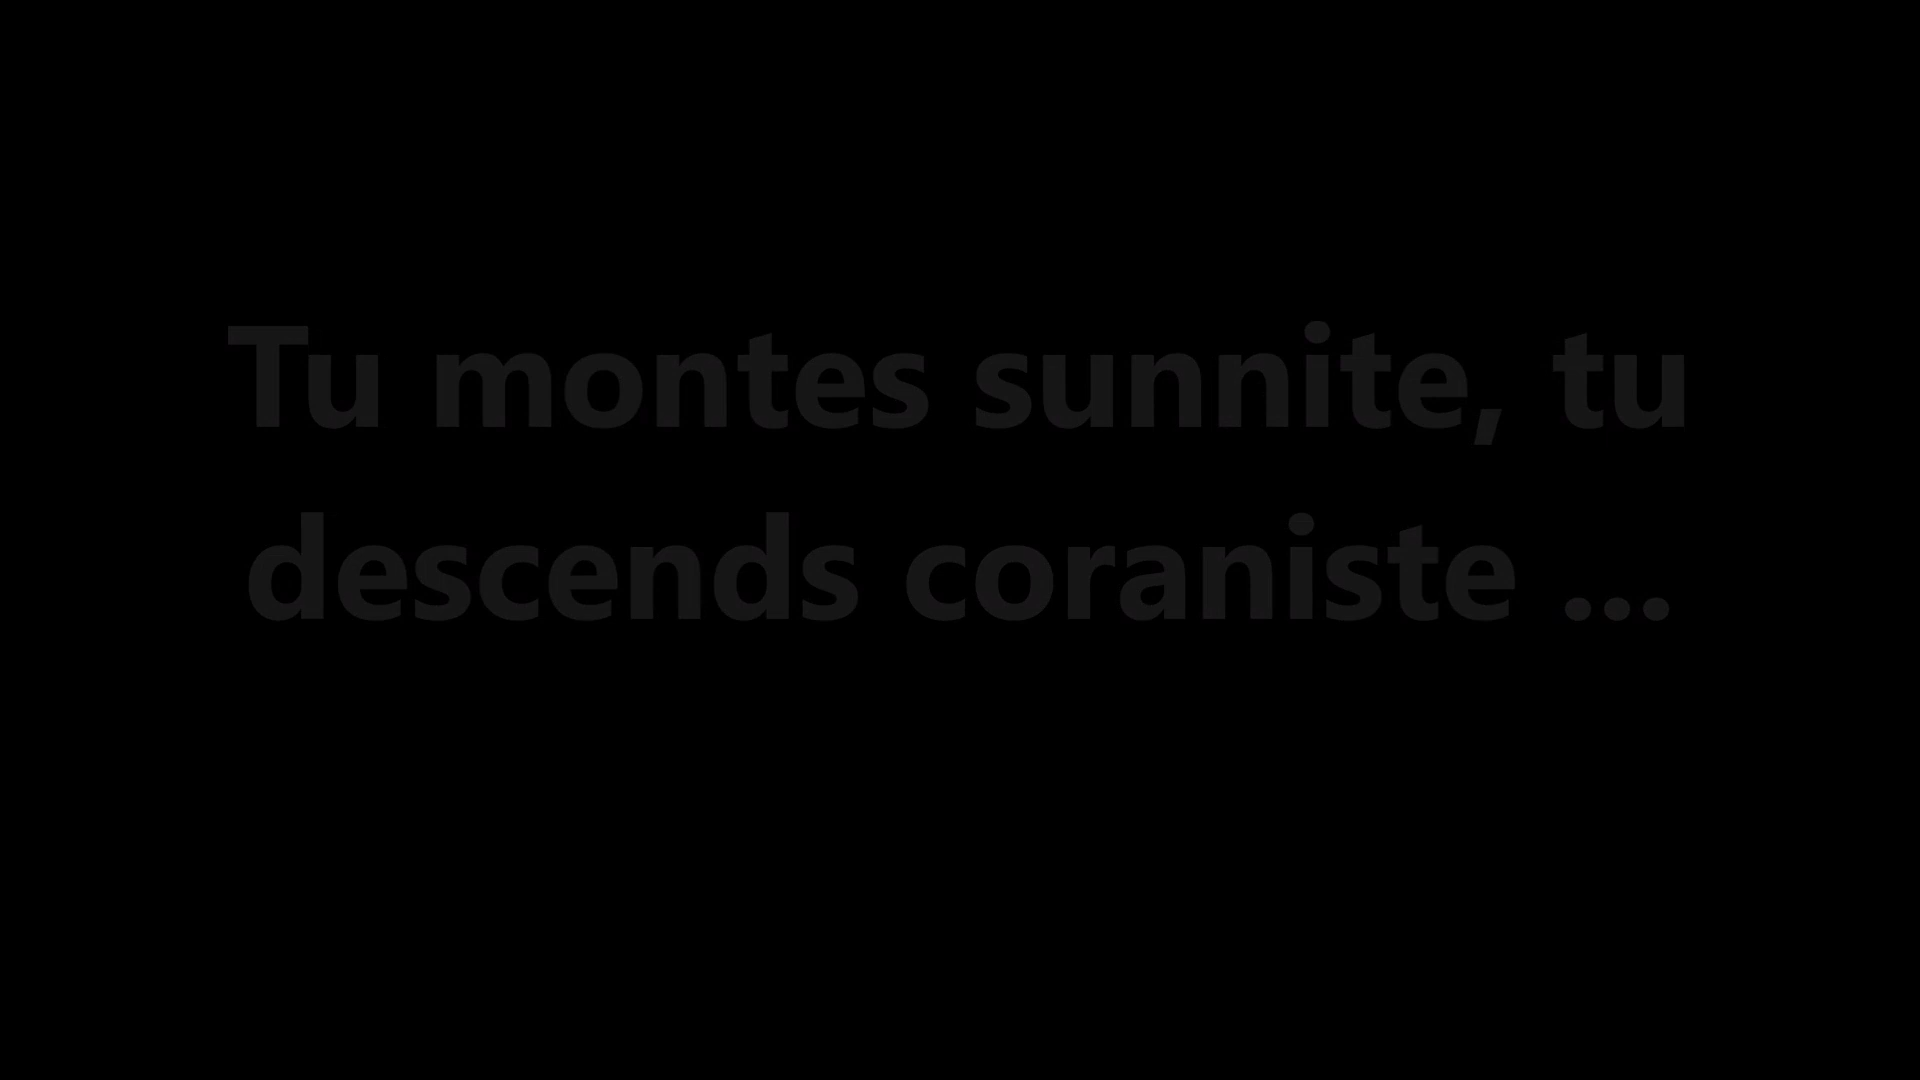 Tu montes sunnite, tu
descends coraniste ...